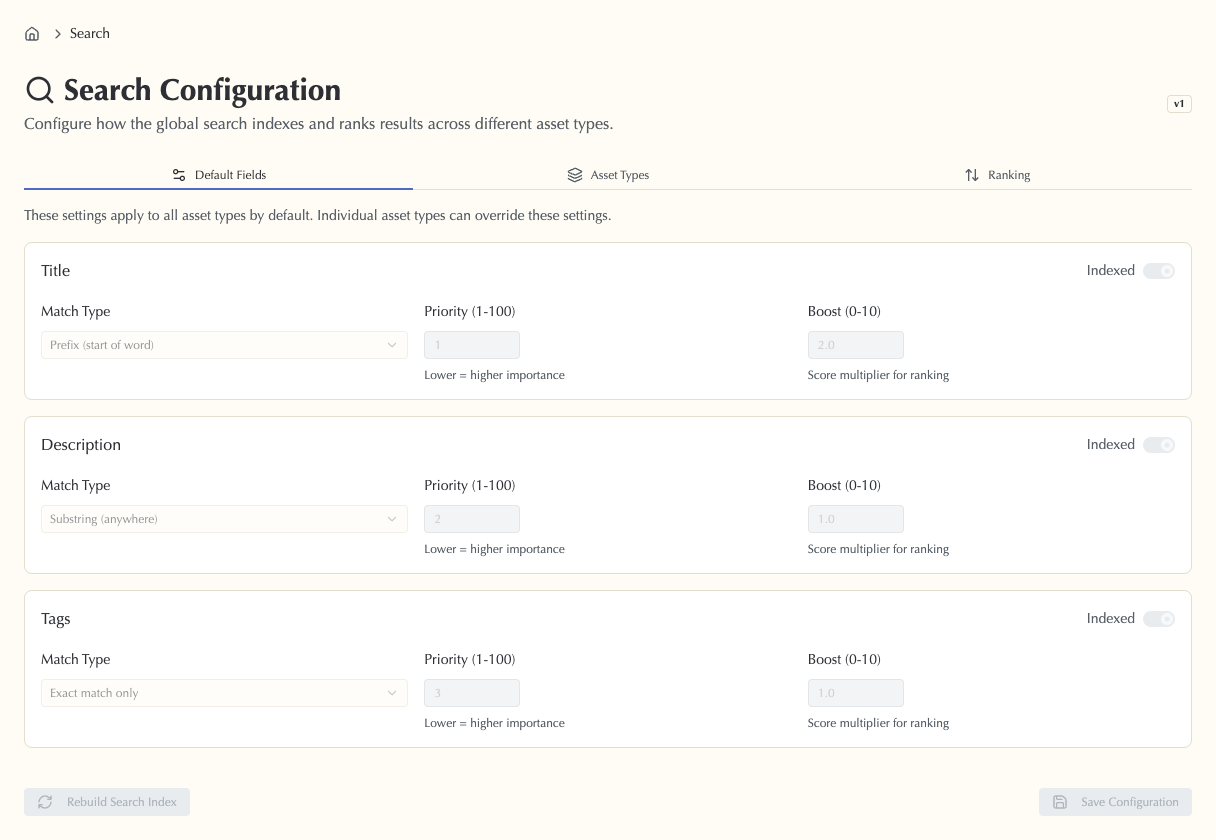 Search
Search Configuration
v1
Configure how the global search indexes and ranks results across different asset types.
Default Fields
Asset Types
Ranking
These settings apply to all asset types by default. Individual asset types can override these settings.
Title
Indexed
Match Type
Priority (1-100)
Boost (0-10)
Prefix (start of word)
1
2.0
Lower = higher importance
Score multiplier for ranking
Description
Indexed
Match Type
Priority (1-100)
Boost (0-10)
Substring (anywhere)
2
1.0
Lower = higher importance
Score multiplier for ranking
Tags
Indexed
Match Type
Priority (1-100)
Boost (0-10)
Exact match only
3
1.0
Lower = higher importance
Score multiplier for ranking
Rebuild Search Index
Save Configuration